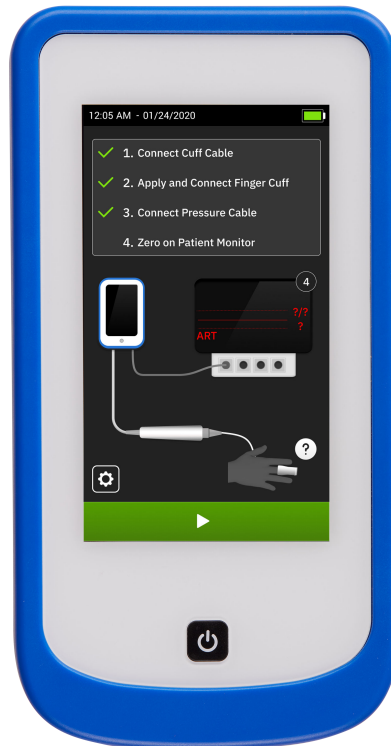 12:05 AM - 01/24/2020
1. Connect Cuff Cable
2. Apply and Connect Finger Cuff
3. Connect Pressure Cable
4. Zero on Patient Monitor
4
?/?
?
ART
?